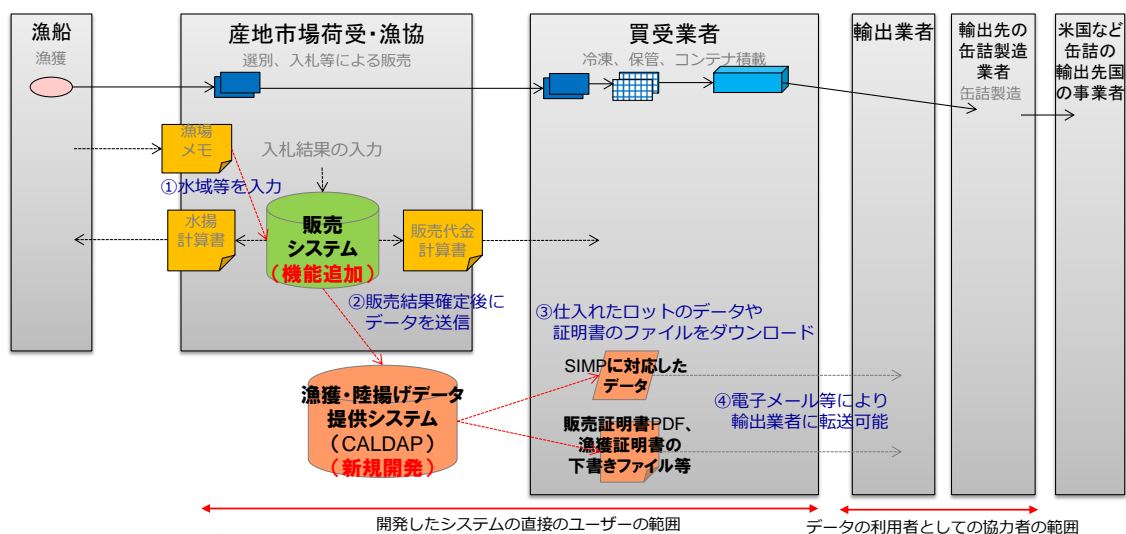 漁船
漁獲
産地市場荷受・漁協
選別、入札等による販売
買受業者
冷凍、保管、コンテナ積載
輸出業者
輸出先の
缶詰製造
業者
缶詰製造
米国など
缶詰の
輸出先国
の事業者
漁場
メモ
入札結果の入力
①水域等を入力
水揚
計算書
販売
システム
（機能追加）
販売代金
計算書
②販売結果確定後に
データを送信
③仕入れたロットのデータや
証明書のファイルをダウンロード
漁獲・陸揚げデータ
提供システム
（CALDAP）
（新規開発）
SIMPに対応した
データ
④電子メール等により
輸出業者に転送可能
販売証明書PDF、
漁獲証明書の
下書きファイル等
開発したシステムの直接のユーザーの範囲
データの利用者としての協力者の範囲